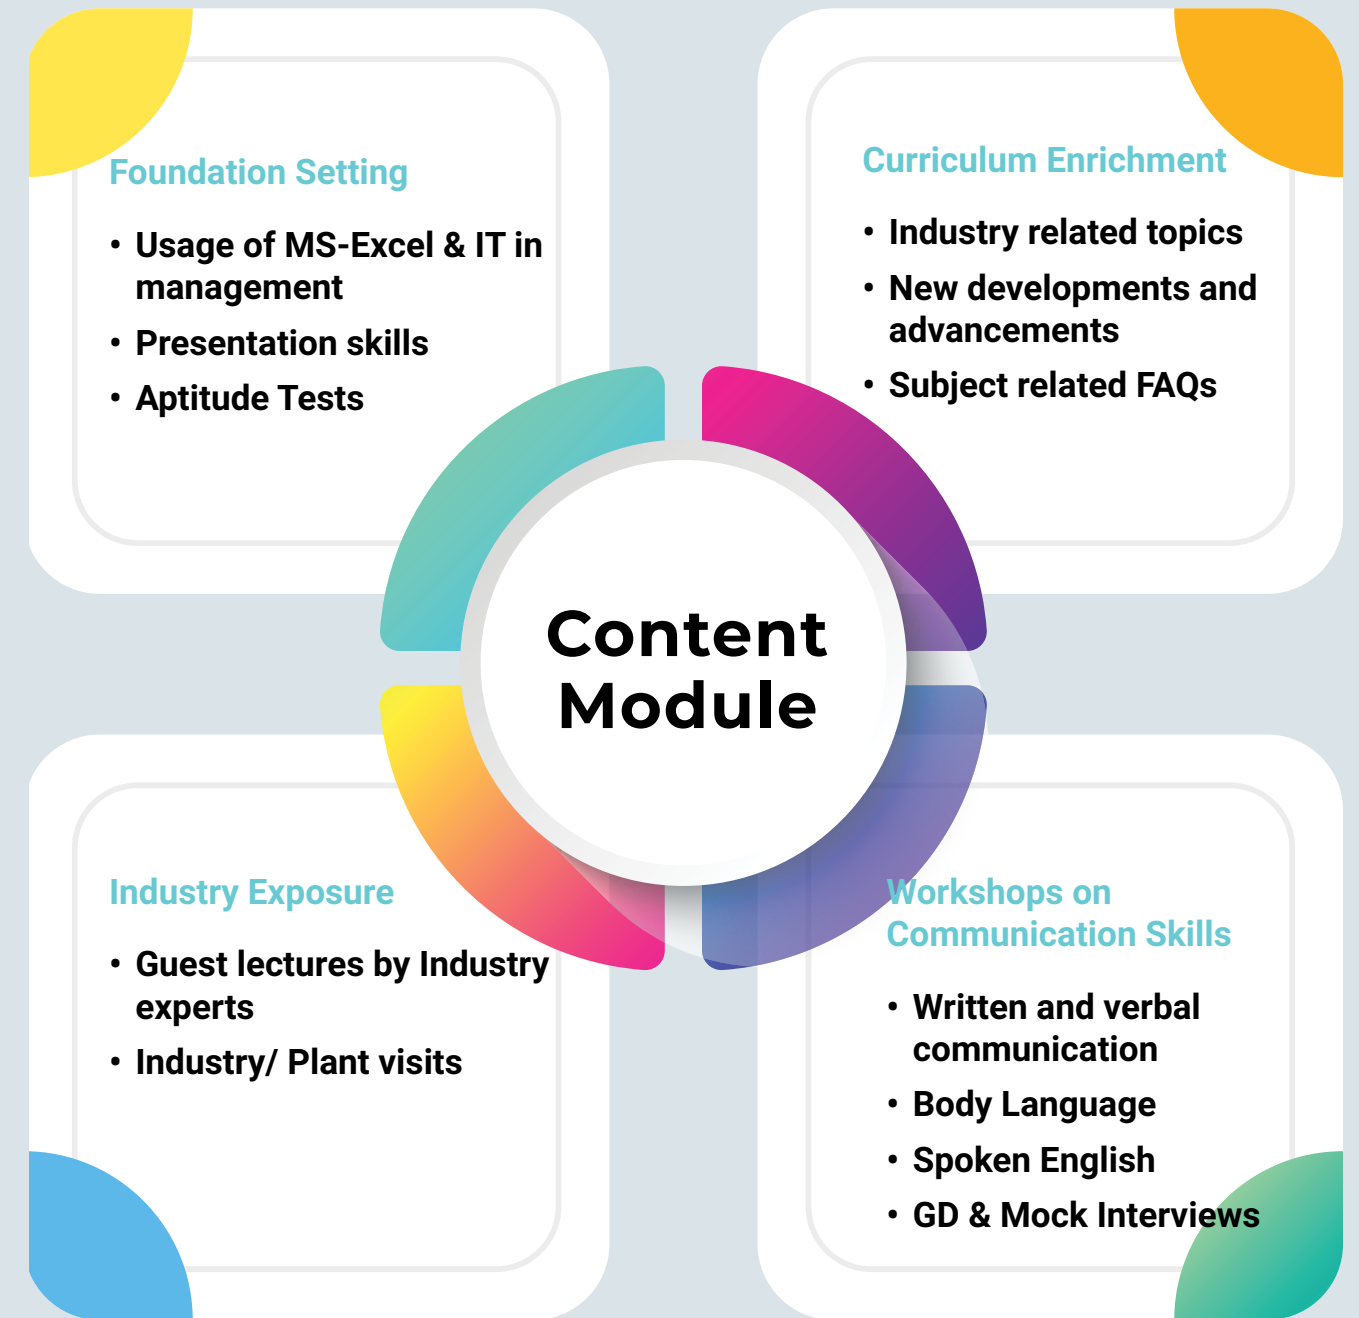 Foundation Setting
• Usage of MS-Excel & IT in
management
• Presentation skills
• Aptitude Tests
Curriculum Enrichment
• Industry related topics
• New developments and
advancements
• Subject related FAQs
Content
Module
Industry Exposure
• Guest lectures by Industry
experts
• Industry/ Plant visits
Workshops on
Communication Skills
• Written and verbal
communication
• Body Language
• Spoken English
• GD & Mock Interviews